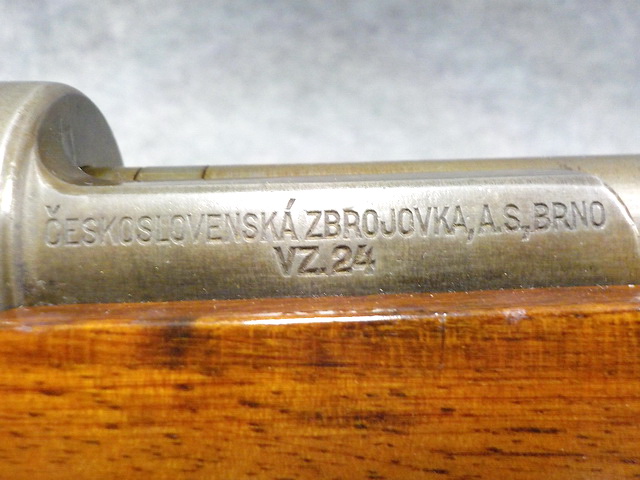 ČESKOSLOVENSKÁ ZBROJOVKA, A.S., BRNO
VZ. 24